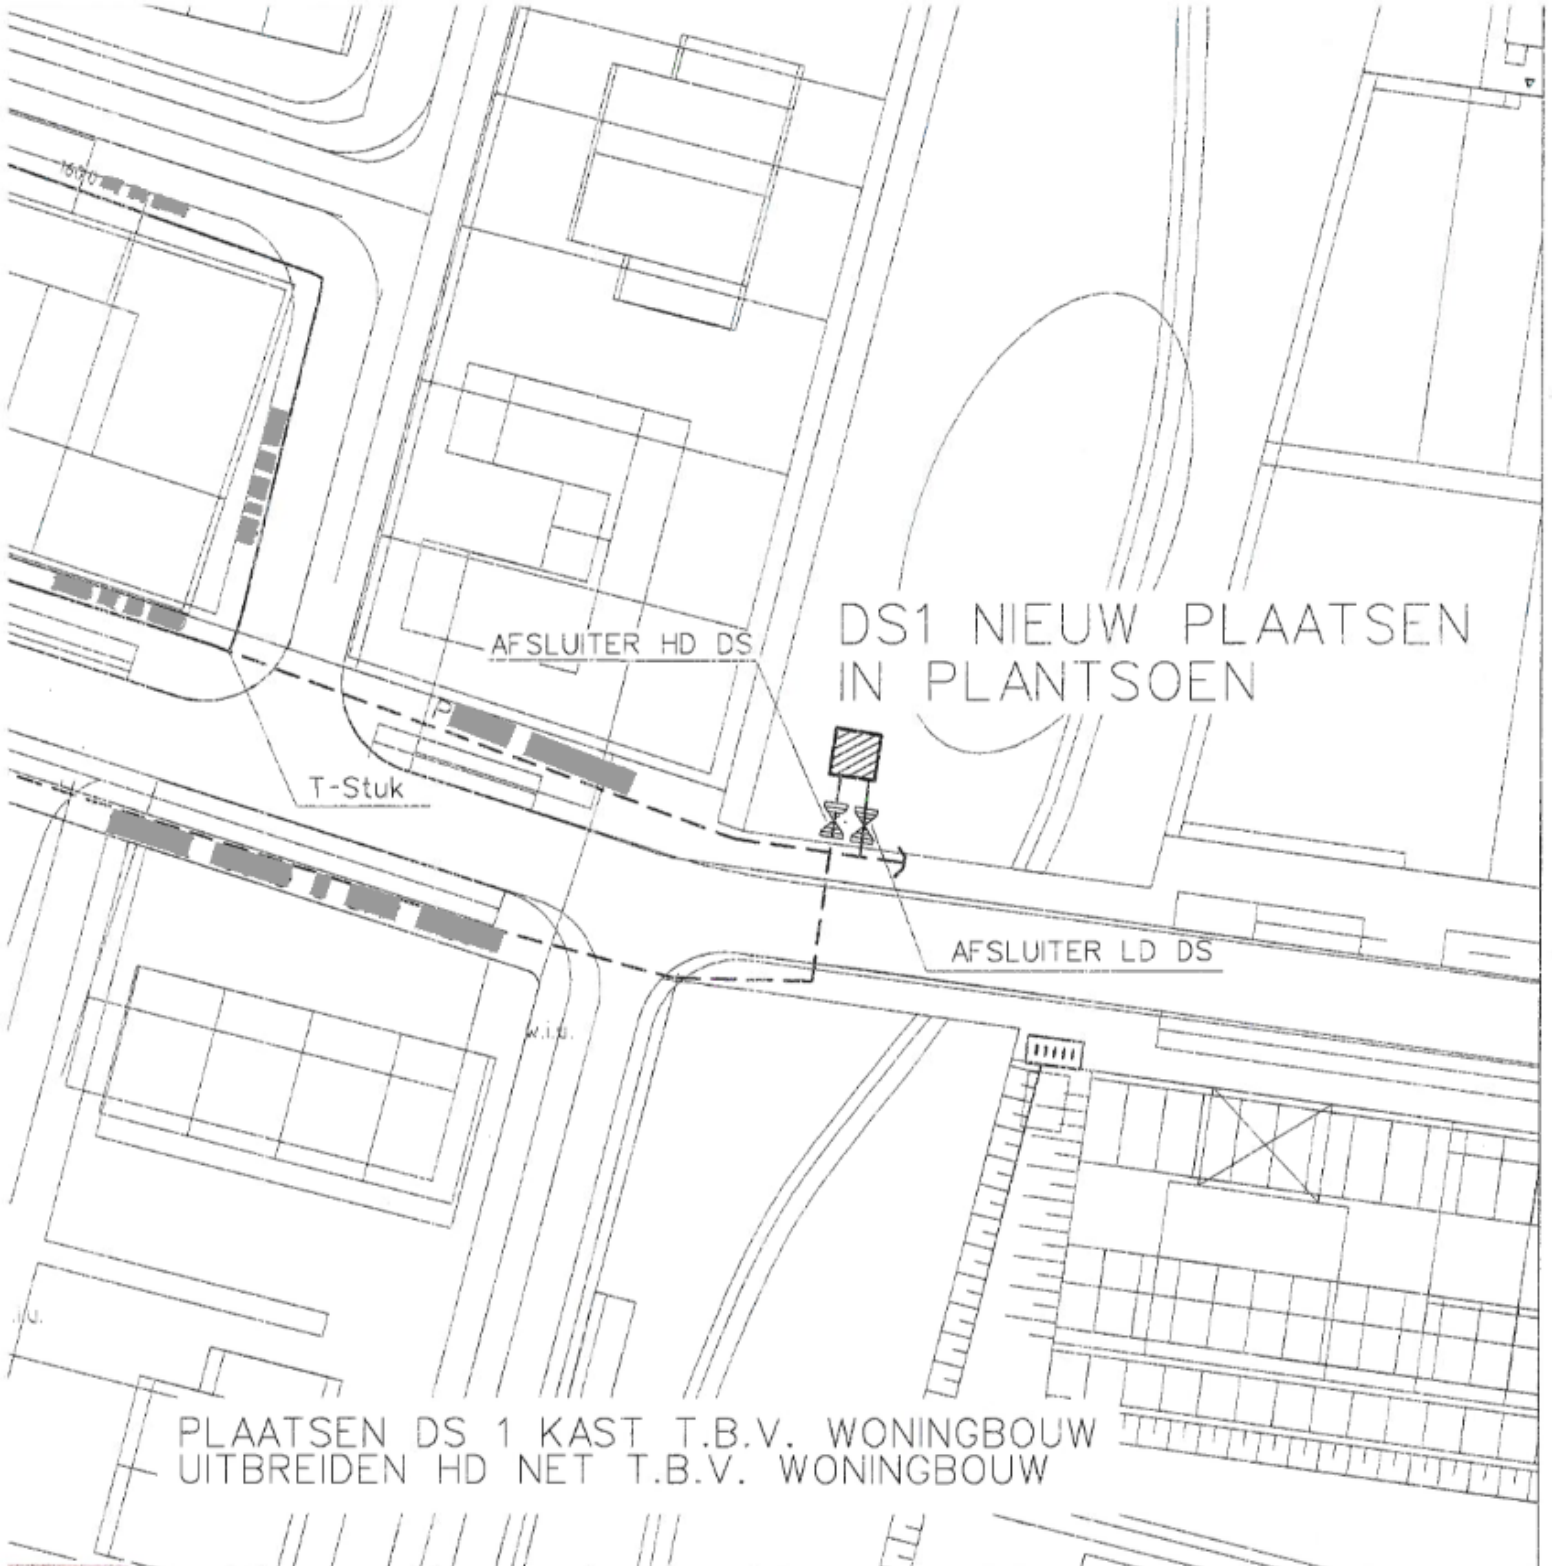 AFSLUITER HD DS
DS1 NIEUW PLAATSEN
IN PLANTSOEN
P
T-Stuk
AFSLUITER LD DS
w.i.u.
PLAATSEN DS 1 KAST T.B.V. WONINGBOUW
UITBREIDEN HD NET T.B.V. WONINGBOUW